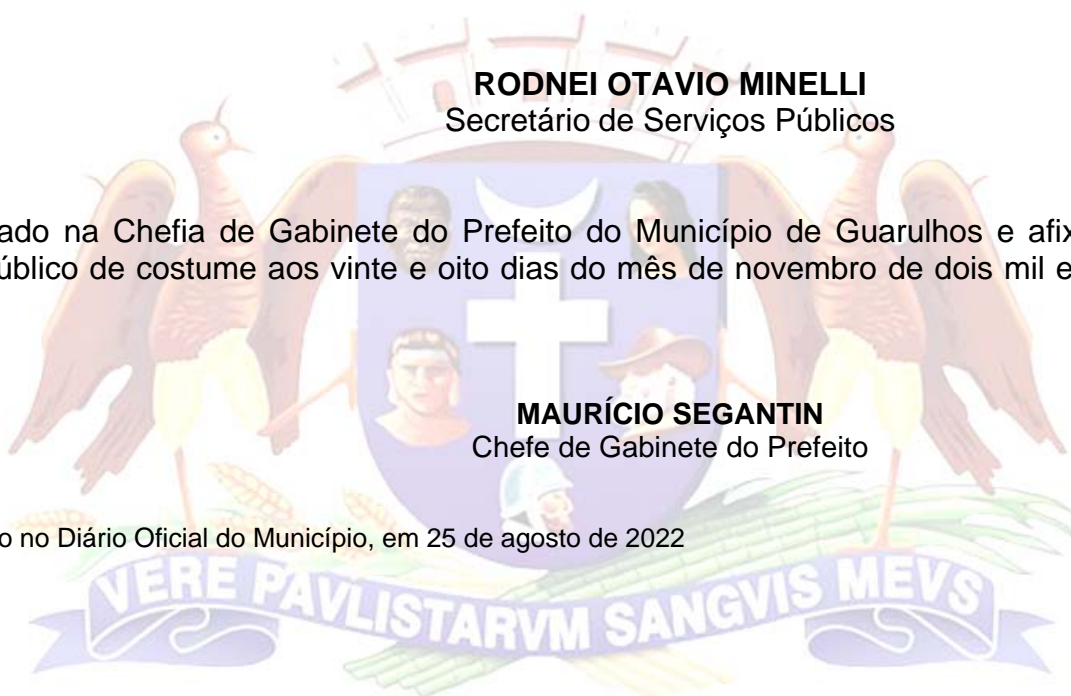 RODNEI OTAVIO MINELLI
Secretário de Serviços Públicos
ado na Chefia de Gabinete do Prefeito do Município de Guarulhos e afix
úblico de costume aos vinte e oito dias do mês de novembro de dois mil e
MAURÍCIO SEGANTIN
Chefe de Gabinete do Prefeito
o no Diário Oficial do Município, em 25 de agosto de 2022
VERE PAVLISTARVM SANGVIS MEVS